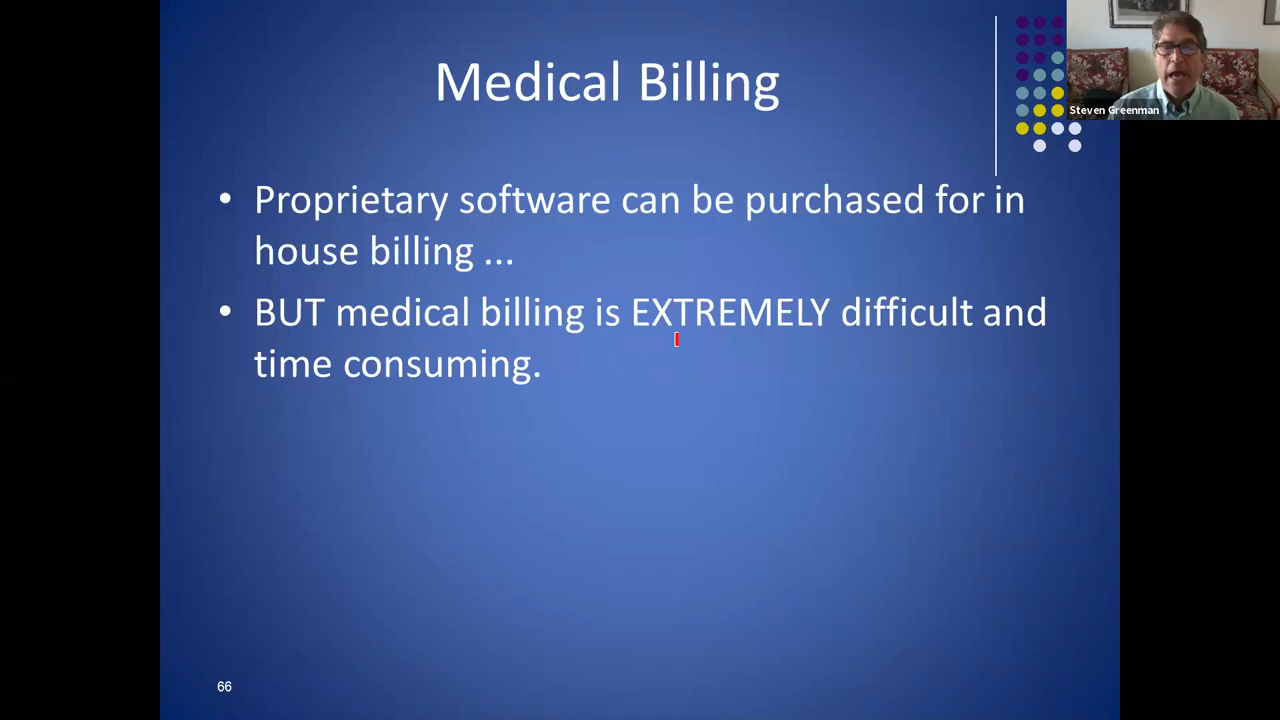 Medical Billing
Steven Greenman
• Proprietary software can be purchased for in
house billing ...
• BUT medical billing is EXTREMELY difficult and
time consuming.
66